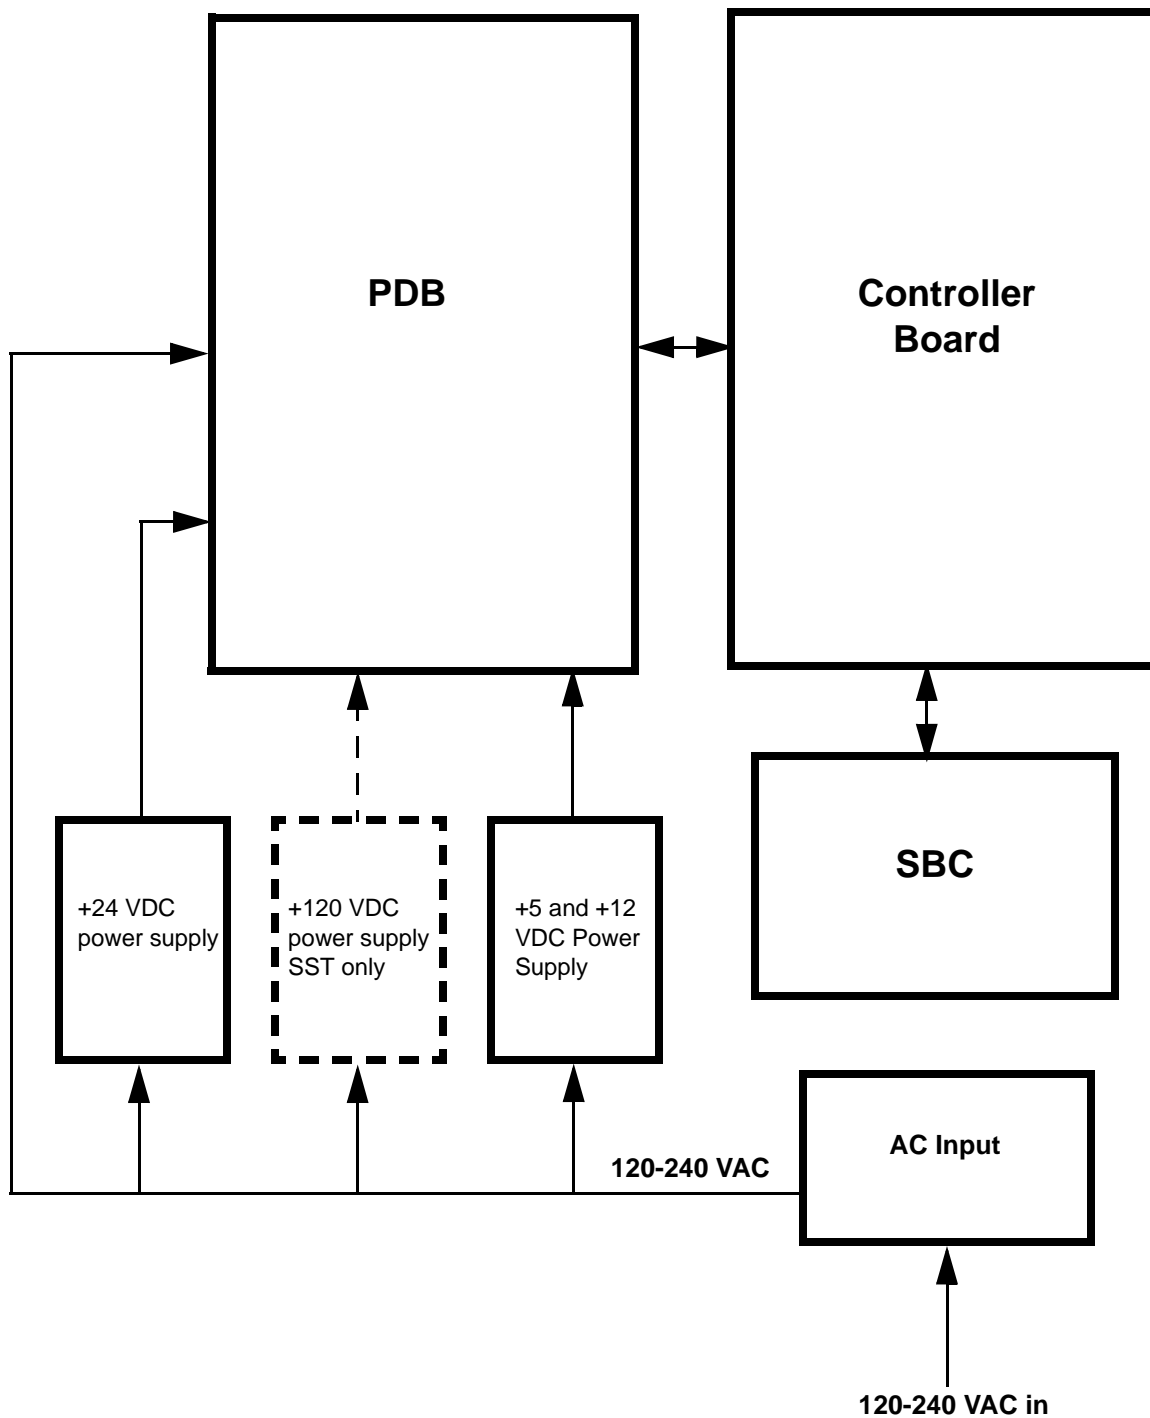 PDB
Controller
Board
SBC
+24 VDC
power supply
+120 VDC
power supply
SST only
+5 and +12
VDC Power
Supply
AC Input
120-240 VAC
120-240 VAC in